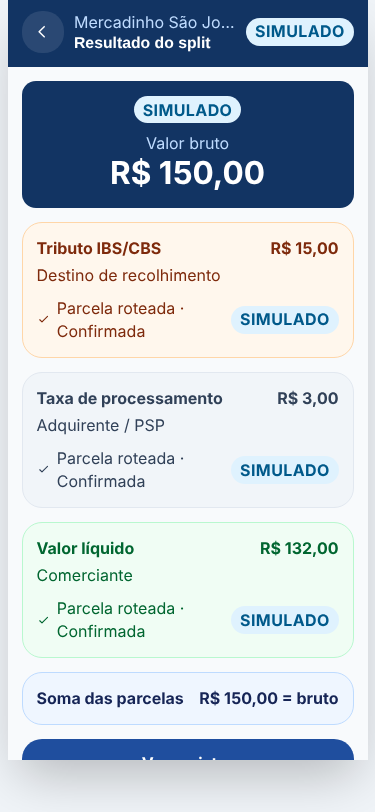 Mercadinho São Jo...
SIMULADO
Resultado do split
SIMULADO
Valor bruto
R$ 150,00
Tributo IBS/CBS R$ 15,00
Destino de recolhimento
Parcela roteada ·
Confirmada
SIMULADO
Taxa de processamento R$ 3,00
Adquirente / PSP
Parcela roteada ·
Confirmada
SIMULADO
Valor líquido R$ 132,00
Comerciante
Parcela roteada ·
Confirmada
SIMULADO
Soma das parcelas R$ 150,00 = bruto